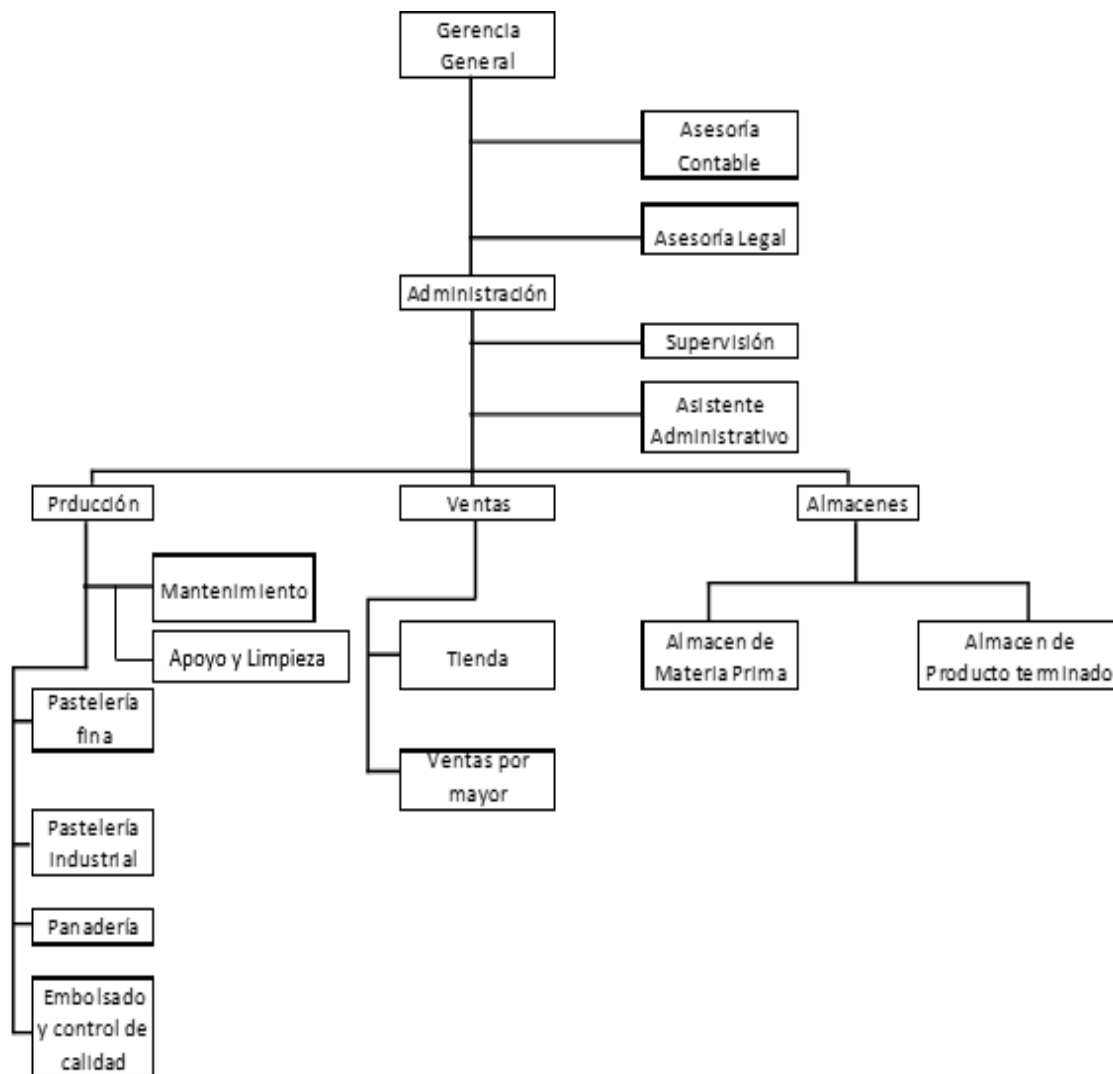 Gerencia
General
Asesoría
Contable
Asesoría Legal
Administración
Supervisión
Asistente
Administrativo
Prducción
Ventas
Almacenes
Mantenimiento
Apoyo y Limpieza
Tienda
Almacen de
Materia Prima
Almacen de
Producto terminado
Pastelería
fina
Ventas por
mayor
Pastelería
Industrial
Panadería
Embolsado
y control de
calidad